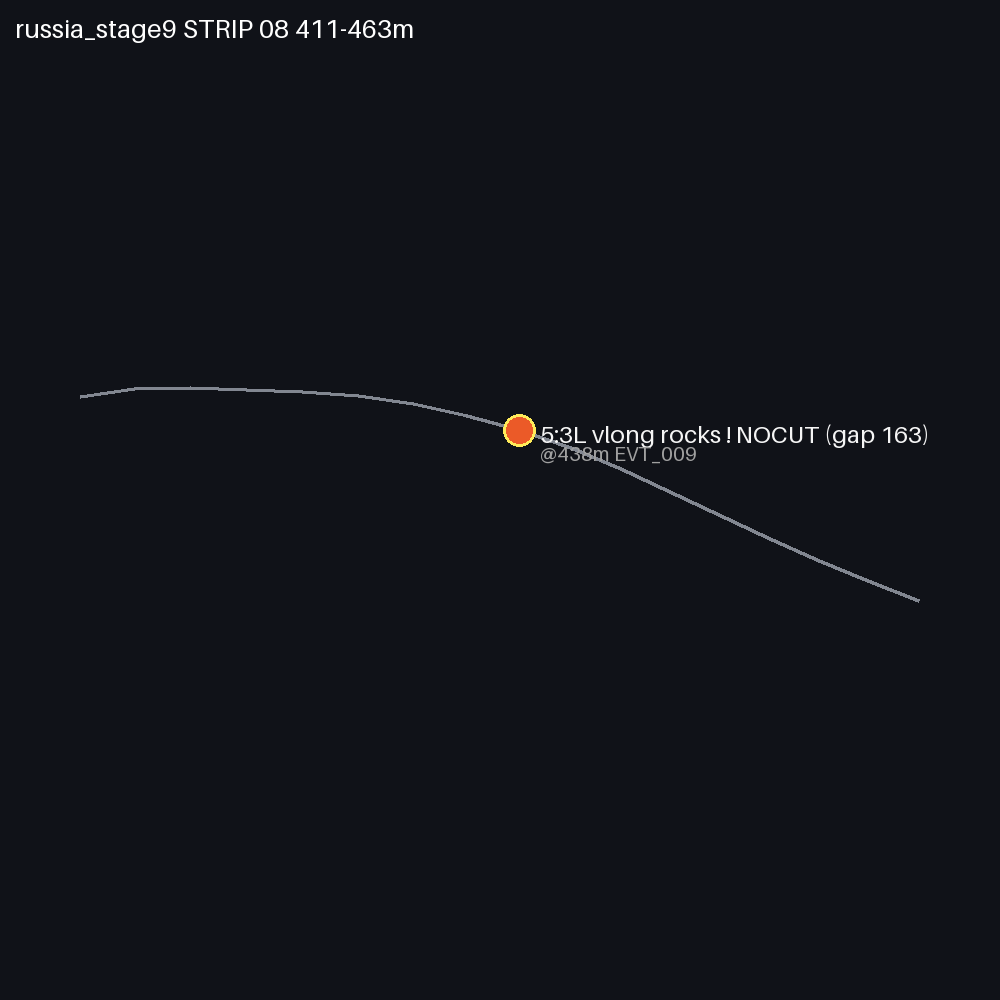 russia_stage9 STRIP 08 411-463m
5:3L vlong rocks ! NOCUT (gap 163)
@438m EVT_009